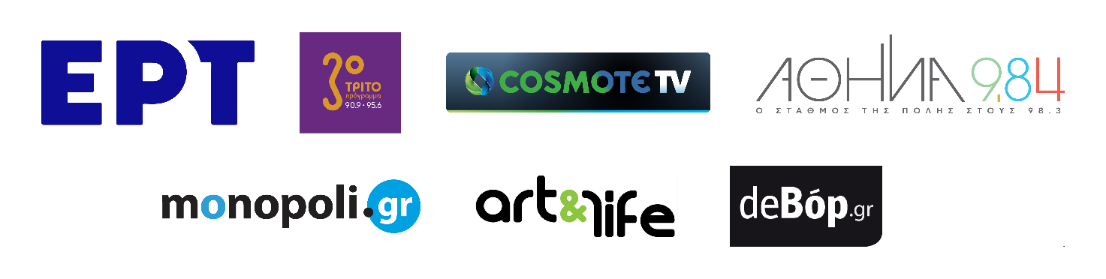 ΕΡΤ
3ο
ΤΡΙΤΟ
πρόγραμμα
90.9 · 95.6
COSMOTE TV
ΑΘΗΝΑ 9,84
Ο ΣΤΑΘΜΟΣ ΤΗΣ ΠΟΛΗΣ ΣΤΟΥΣ 98.3
monopoli.gr
art&life
deBόp.gr